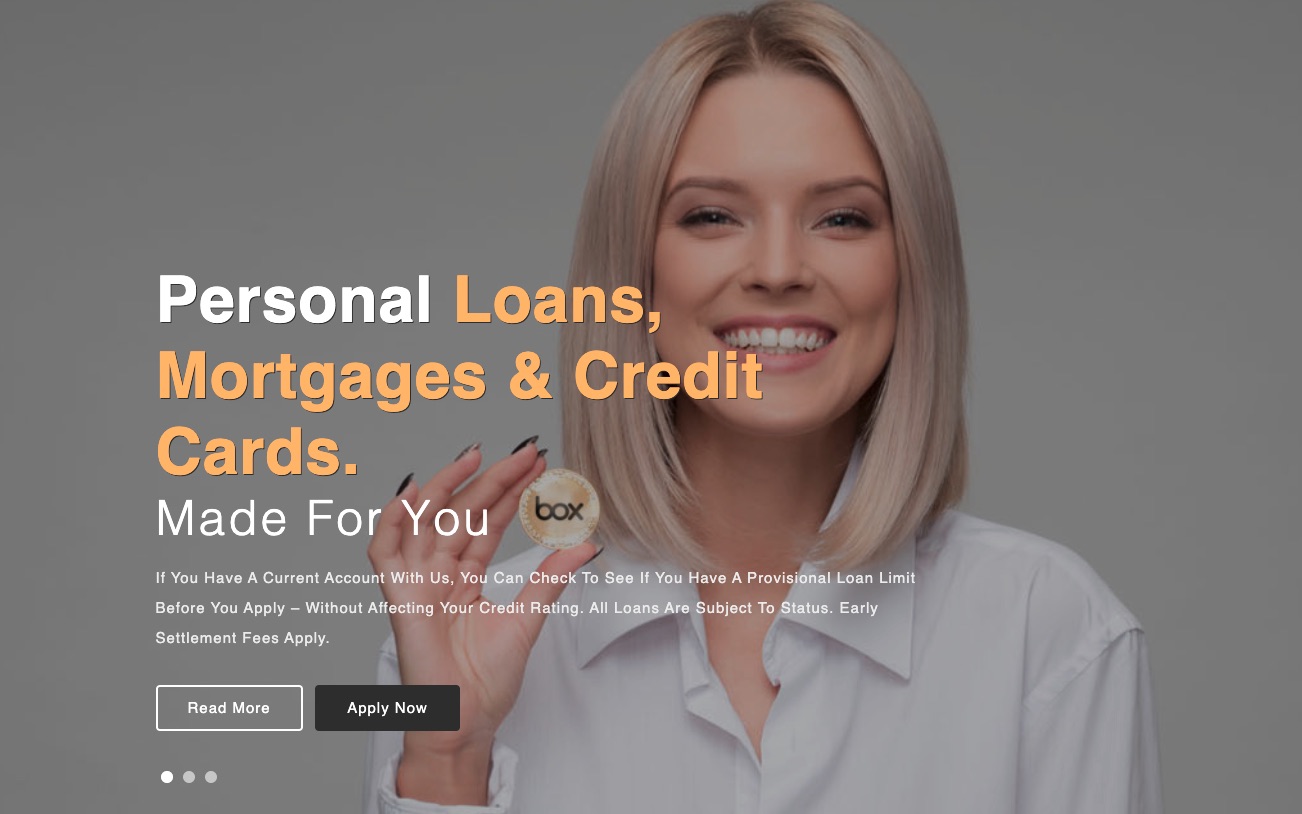 Personal Loans,
Mortgages & Credit
Cards.
Made For You
box
If You Have A Current Account With Us, You Can Check To See If You Have A Provisional Loan Limit
Before You Apply – Without Affecting Your Credit Rating. All Loans Are Subject To Status. Early
Settlement Fees Apply.
Read More
Apply Now